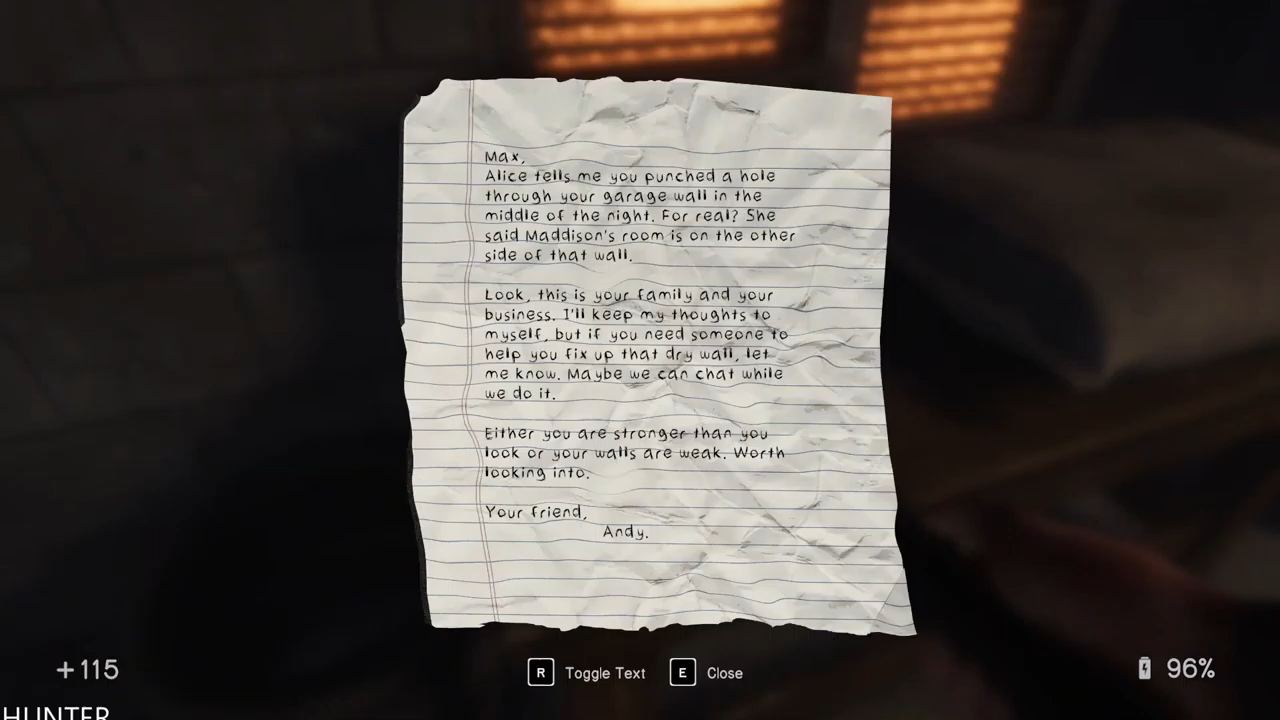 Max,
Alice tells me you punched a hole
through your garage wall in the
middle of the night. For real? She
said Maddison's room is on the other
side of that wall.
Look, this is your family and your
business. I'll keep my thoughts to
myself, but if you need someone to
help you fix up that dry wall, let
me know. Maybe we can chat while
we do it.
Either you are stronger than you
look or your walls are weak. Worth
looking into.
Your friend,
Andy.
+115
R Toggle Text E Close
96%
HUNTER